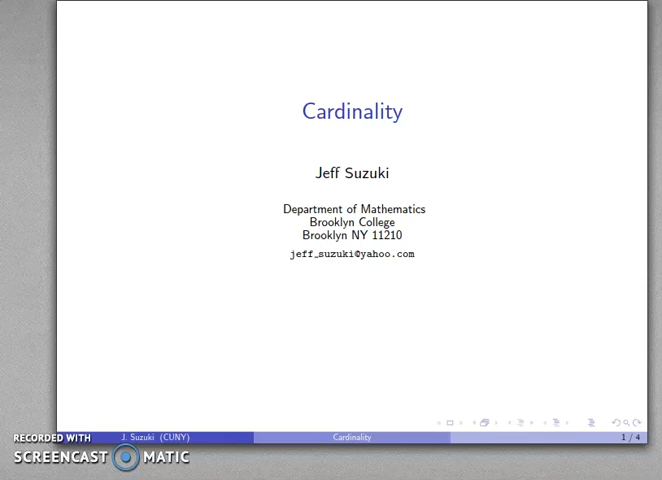 Cardinality
Jeff Suzuki
Department of Mathematics
Brooklyn College
Brooklyn NY 11210
jeff_suzuki@yahoo.com
J. Suzuki (CUNY)
Cardinality
1 / 4
RECORDED WITH
SCREENCAST MATIC